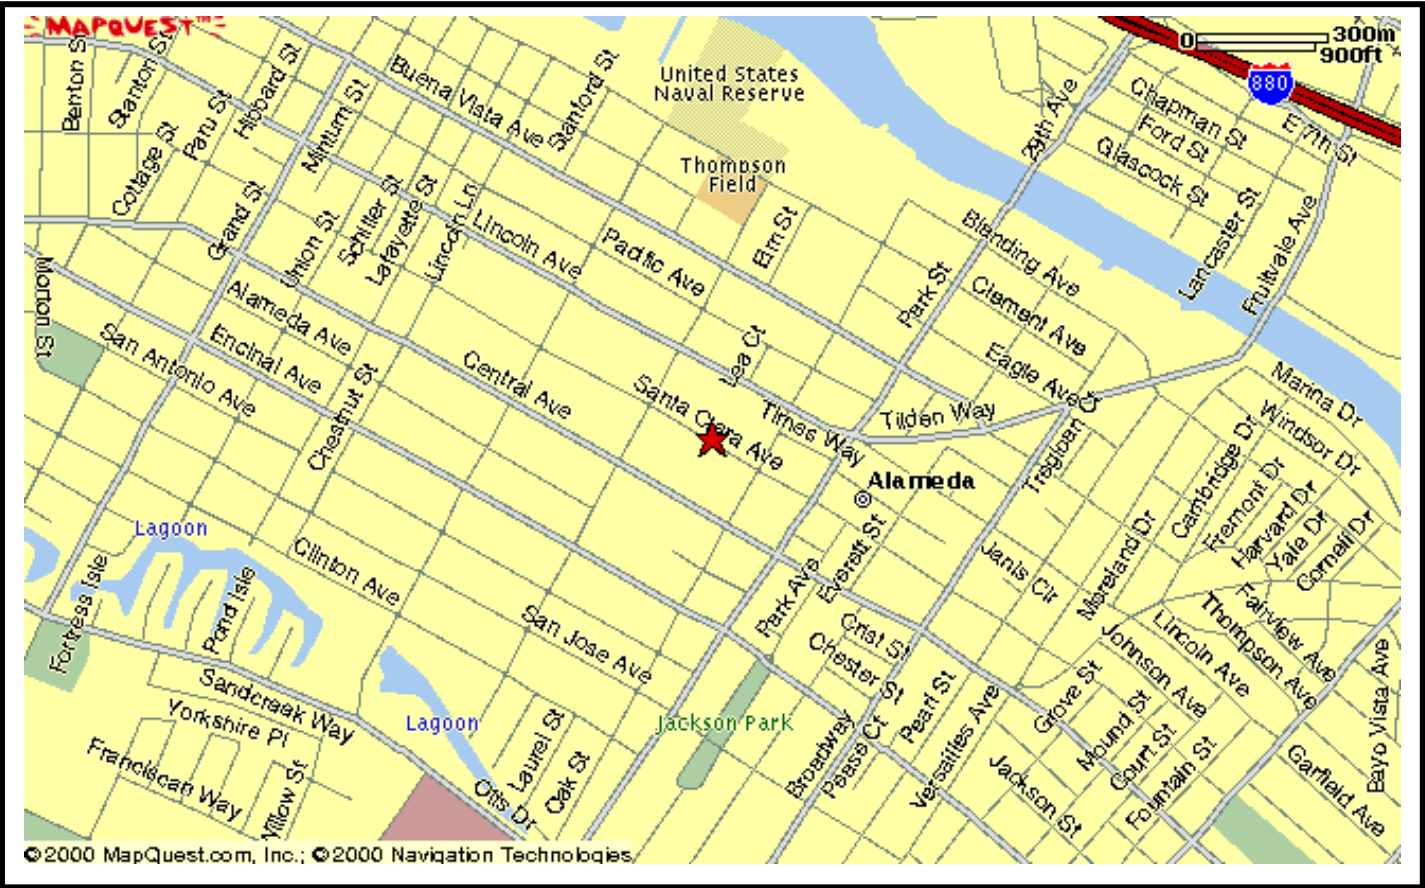 MAPQUEST™
0 300m
900ft
880
Benton S
Stanton St
Hibbard St
Cottage St
Paru St
Minturn St
Buena Vista Ave
Stanford St
United States
Naval Reserve
Thompson
Field
29th Ave
Chapman St
Ford St
Glascock St
E 7th St
Lancaster St
Fruitvale Ave
Grand St
Union St
Schiller St
Lafayette St
Lincoln Ln
Lincoln Ave
Pacific Ave
Elm St
Park St
Blanding Ave
Clement Ave
Eagle Ave
Morton St
Alameda Ave
Encinal Ave
San Antonio Ave
Chestnut St
Central Ave
Lea Ct
Santa Clara Ave
Times Way
Tilden Way
Tregloan Ct
Marina Dr
Windsor Dr
Cambridge Dr
Fremont Dr
Harvard Dr
Yale Dr
Cornell Dr
Alameda
Lagoon
Clinton Ave
Fortress Isle
Pond Isle
San Jose Ave
Park Ave
Everett St
Janis Cir
Moreland Dr
Fairview Ave
Thompson Ave
Lincoln Ave
Johnson Ave
Crist St
Chester St
Sandcreek Way
Yorkshire Pl
Franciscan Way
Willow St
Lagoon
Otis Dr
Laurel St
Oak St
Jackson Park
Broadway
Pease Ct
Pearl St
Versailles Ave
Grove St
Mound St
Court St
Fountain St
Jackson St
Garfield Ave
Bayo Vista Ave
©2000 MapQuest.com, Inc.; ©2000 Navigation Technologies